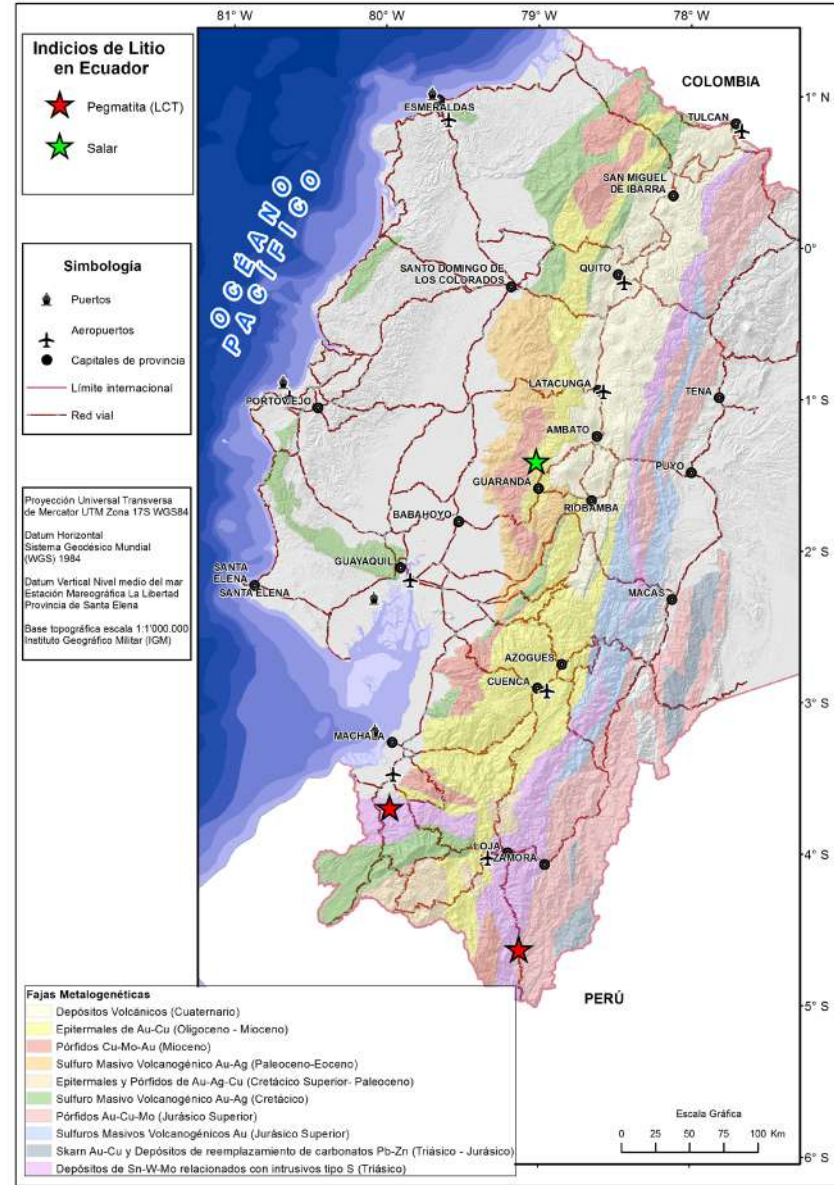 81°W 80°W 79°W 78°W
Indicios de Litio
en Ecuador
Pegmatita (LCT)
Salar
Simbología
Puertos
Aeropuertos
Capitales de provincia
Límite internacional
Red vial
Proyección Universal Transversa
de Mercator UTM Zona 17S WGS84
Datum Horizontal
Sistema Geodésico Mundial
(WGS) 1984
Datum Vertical Nivel medio del mar
Estación Mareográfica La Libertad
Provincia de Santa Elena
Base topográfica escala 1:1'000.000
Instituto Geográfico Militar (IGM)
OCÉANO
PACÍFICO
COLOMBIA
ESMERALDAS
TULCAN
1° N
SAN MIGUEL
DE IBARRA
0°
SANTO DOMINGO DE
LOS COLORADOS
QUITO
LATACUNGA
TENA
1° S
PORTOVIEJO
AMBATO
PUYO
GUARANDA
RIOBAMBA
BABAHOYO
2° S
GUAYAQUIL
SANTA
ELENA
SANTA ELENA
MACAS
AZOGUES
CUENCA
3° S
MACHALA
LOJA
ZAMORA
4° S
PERÚ
5° S
Fajas Metalogenéticas
Depósitos Volcánicos (Cuaternario)
Epitermales de Au-Cu (Oligoceno - Mioceno)
Pórfidos Cu-Mo-Au (Mioceno)
Sulfuro Masivo Volcanogénico Au-Ag (Paleoceno-Eoceno)
Epitermales y Pórfidos de Au-Ag-Cu (Cretácico Superior- Paleoceno)
Sulfuro Masivo Volcanogénico Au-Ag (Cretácico)
Pórfidos Au-Cu-Mo (Jurásico Superior)
Sulfuros Masivos Volcanogénicos Au (Jurásico Superior)
Skarn Au-Cu y Depósitos de reemplazamiento de carbonatos Pb-Zn (Triásico - Jurásico)
Depósitos de Sn-W-Mo relacionados con intrusivos tipo S (Triásico)
Escala Gráfica
0 25 50 75 100 Km
6° S